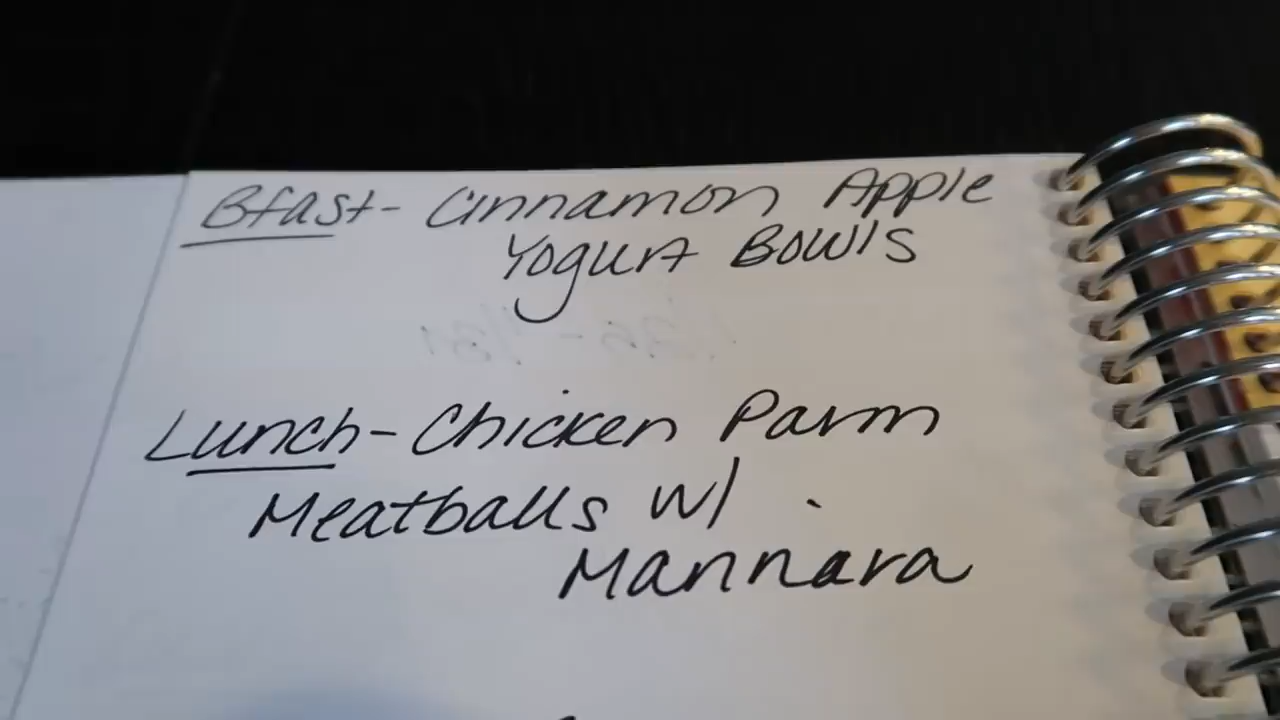 Bfast- Cinnamon Apple
Yogurt Bowls
Lunch- Chicken Parm
Meatballs w/
Marinara